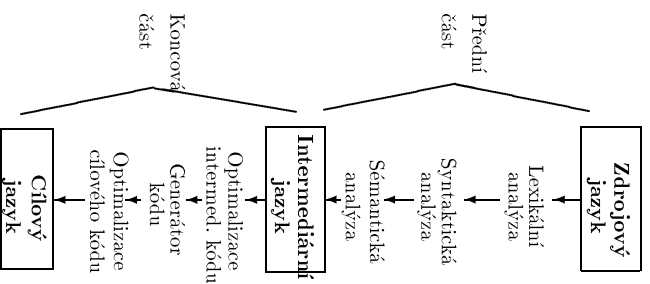 Přední
část
Koncová
část
Zdrojový
jazyk
Lexikální
analýza
Syntaktická
analýza
Sémantická
analýza
Intermediární
jazyk
Optimalizace
intermed. kódu
Generátor
kódu
Optimalizace
cílového kódu
Cílový
jazyk